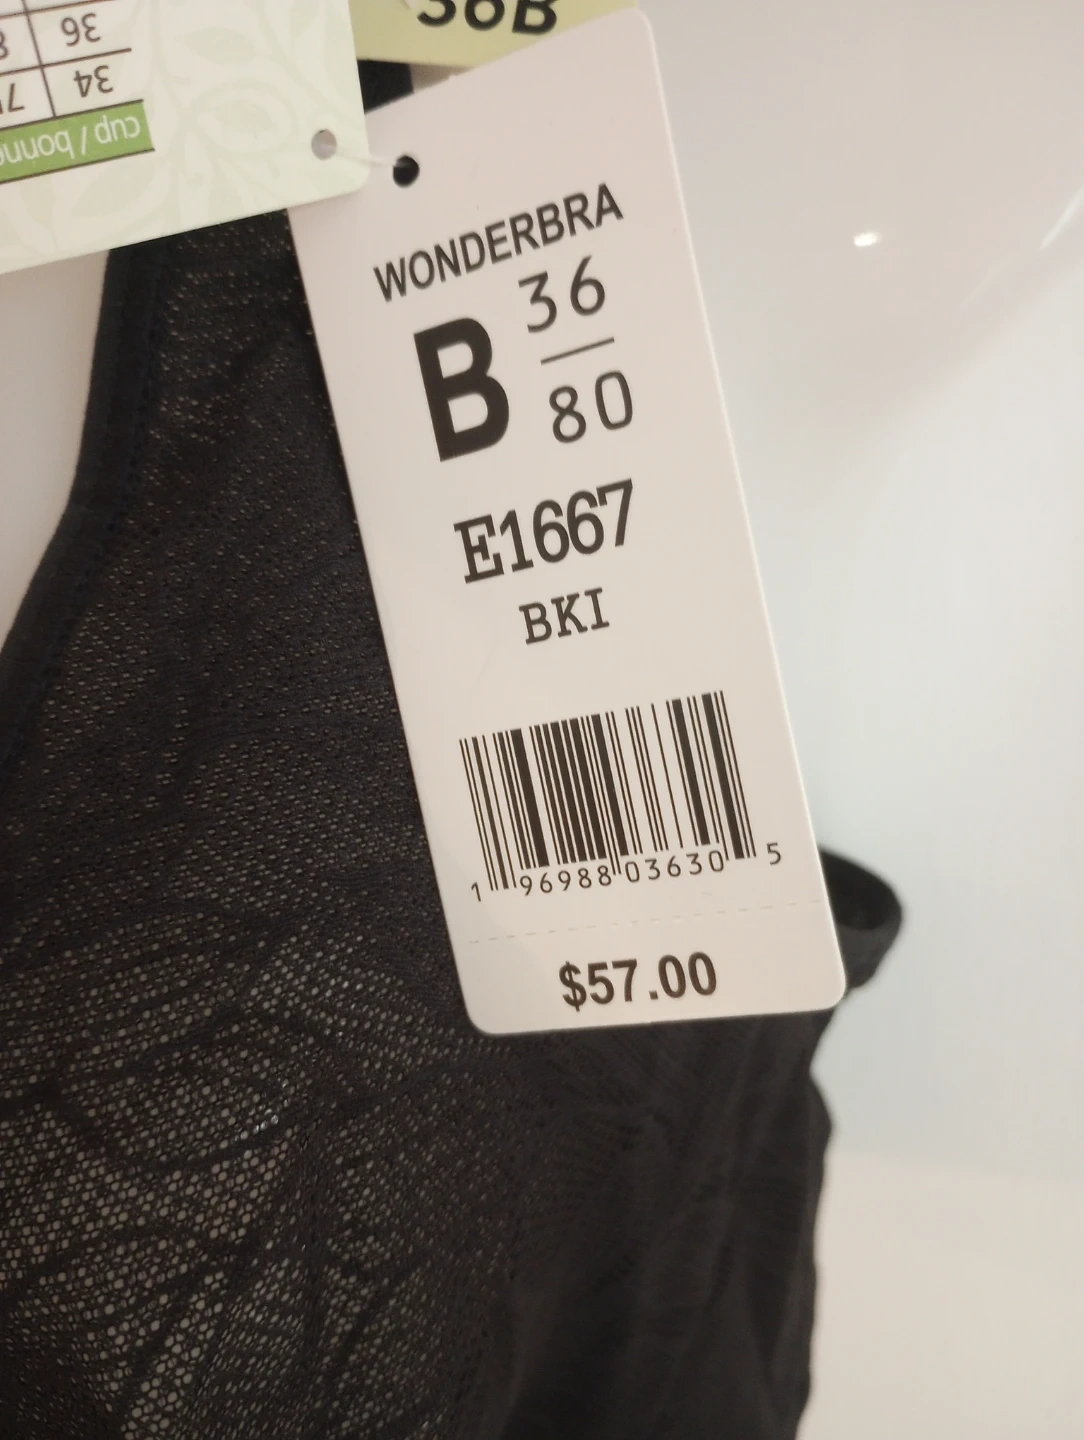 36B
36
34
cup / bonne
WONDERBRA
B 36
80
E1667
BKI
1 96988 03630 5
$57.00